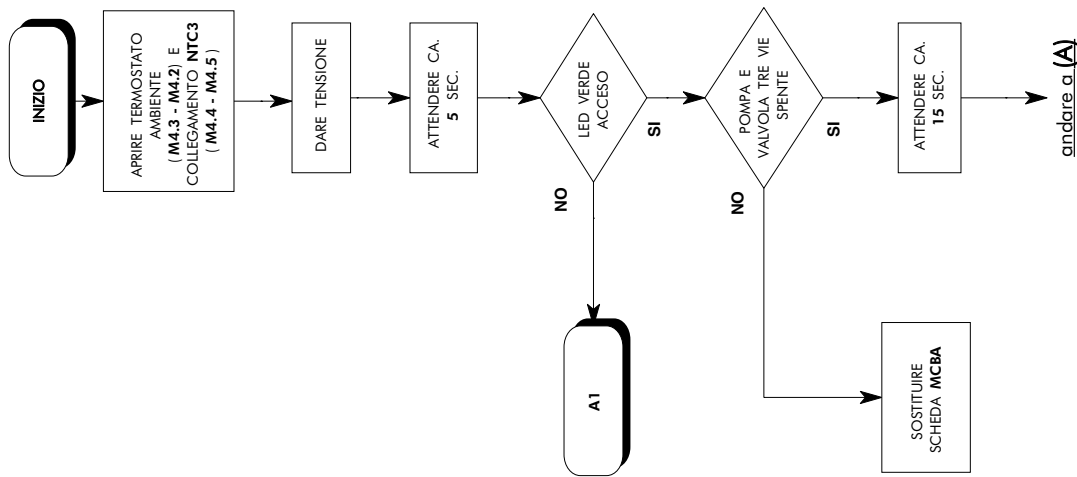 INIZIO
APRIRE TERMOSTATO
AMBIENTE
( M4.3 - M4.2) E
COLLEGAMENTO NTC3
( M4.4 - M4.5 )
DARE TENSIONE
ATTENDERE CA.
5 SEC.
LED VERDE
ACCESO
NO
SI
A1
POMPA E
VALVOLA TRE VIE
SPENTE
NO
SI
SOSTITUIRE
SCHEDA MCBA
ATTENDERE CA.
15 SEC.
andare a (A)